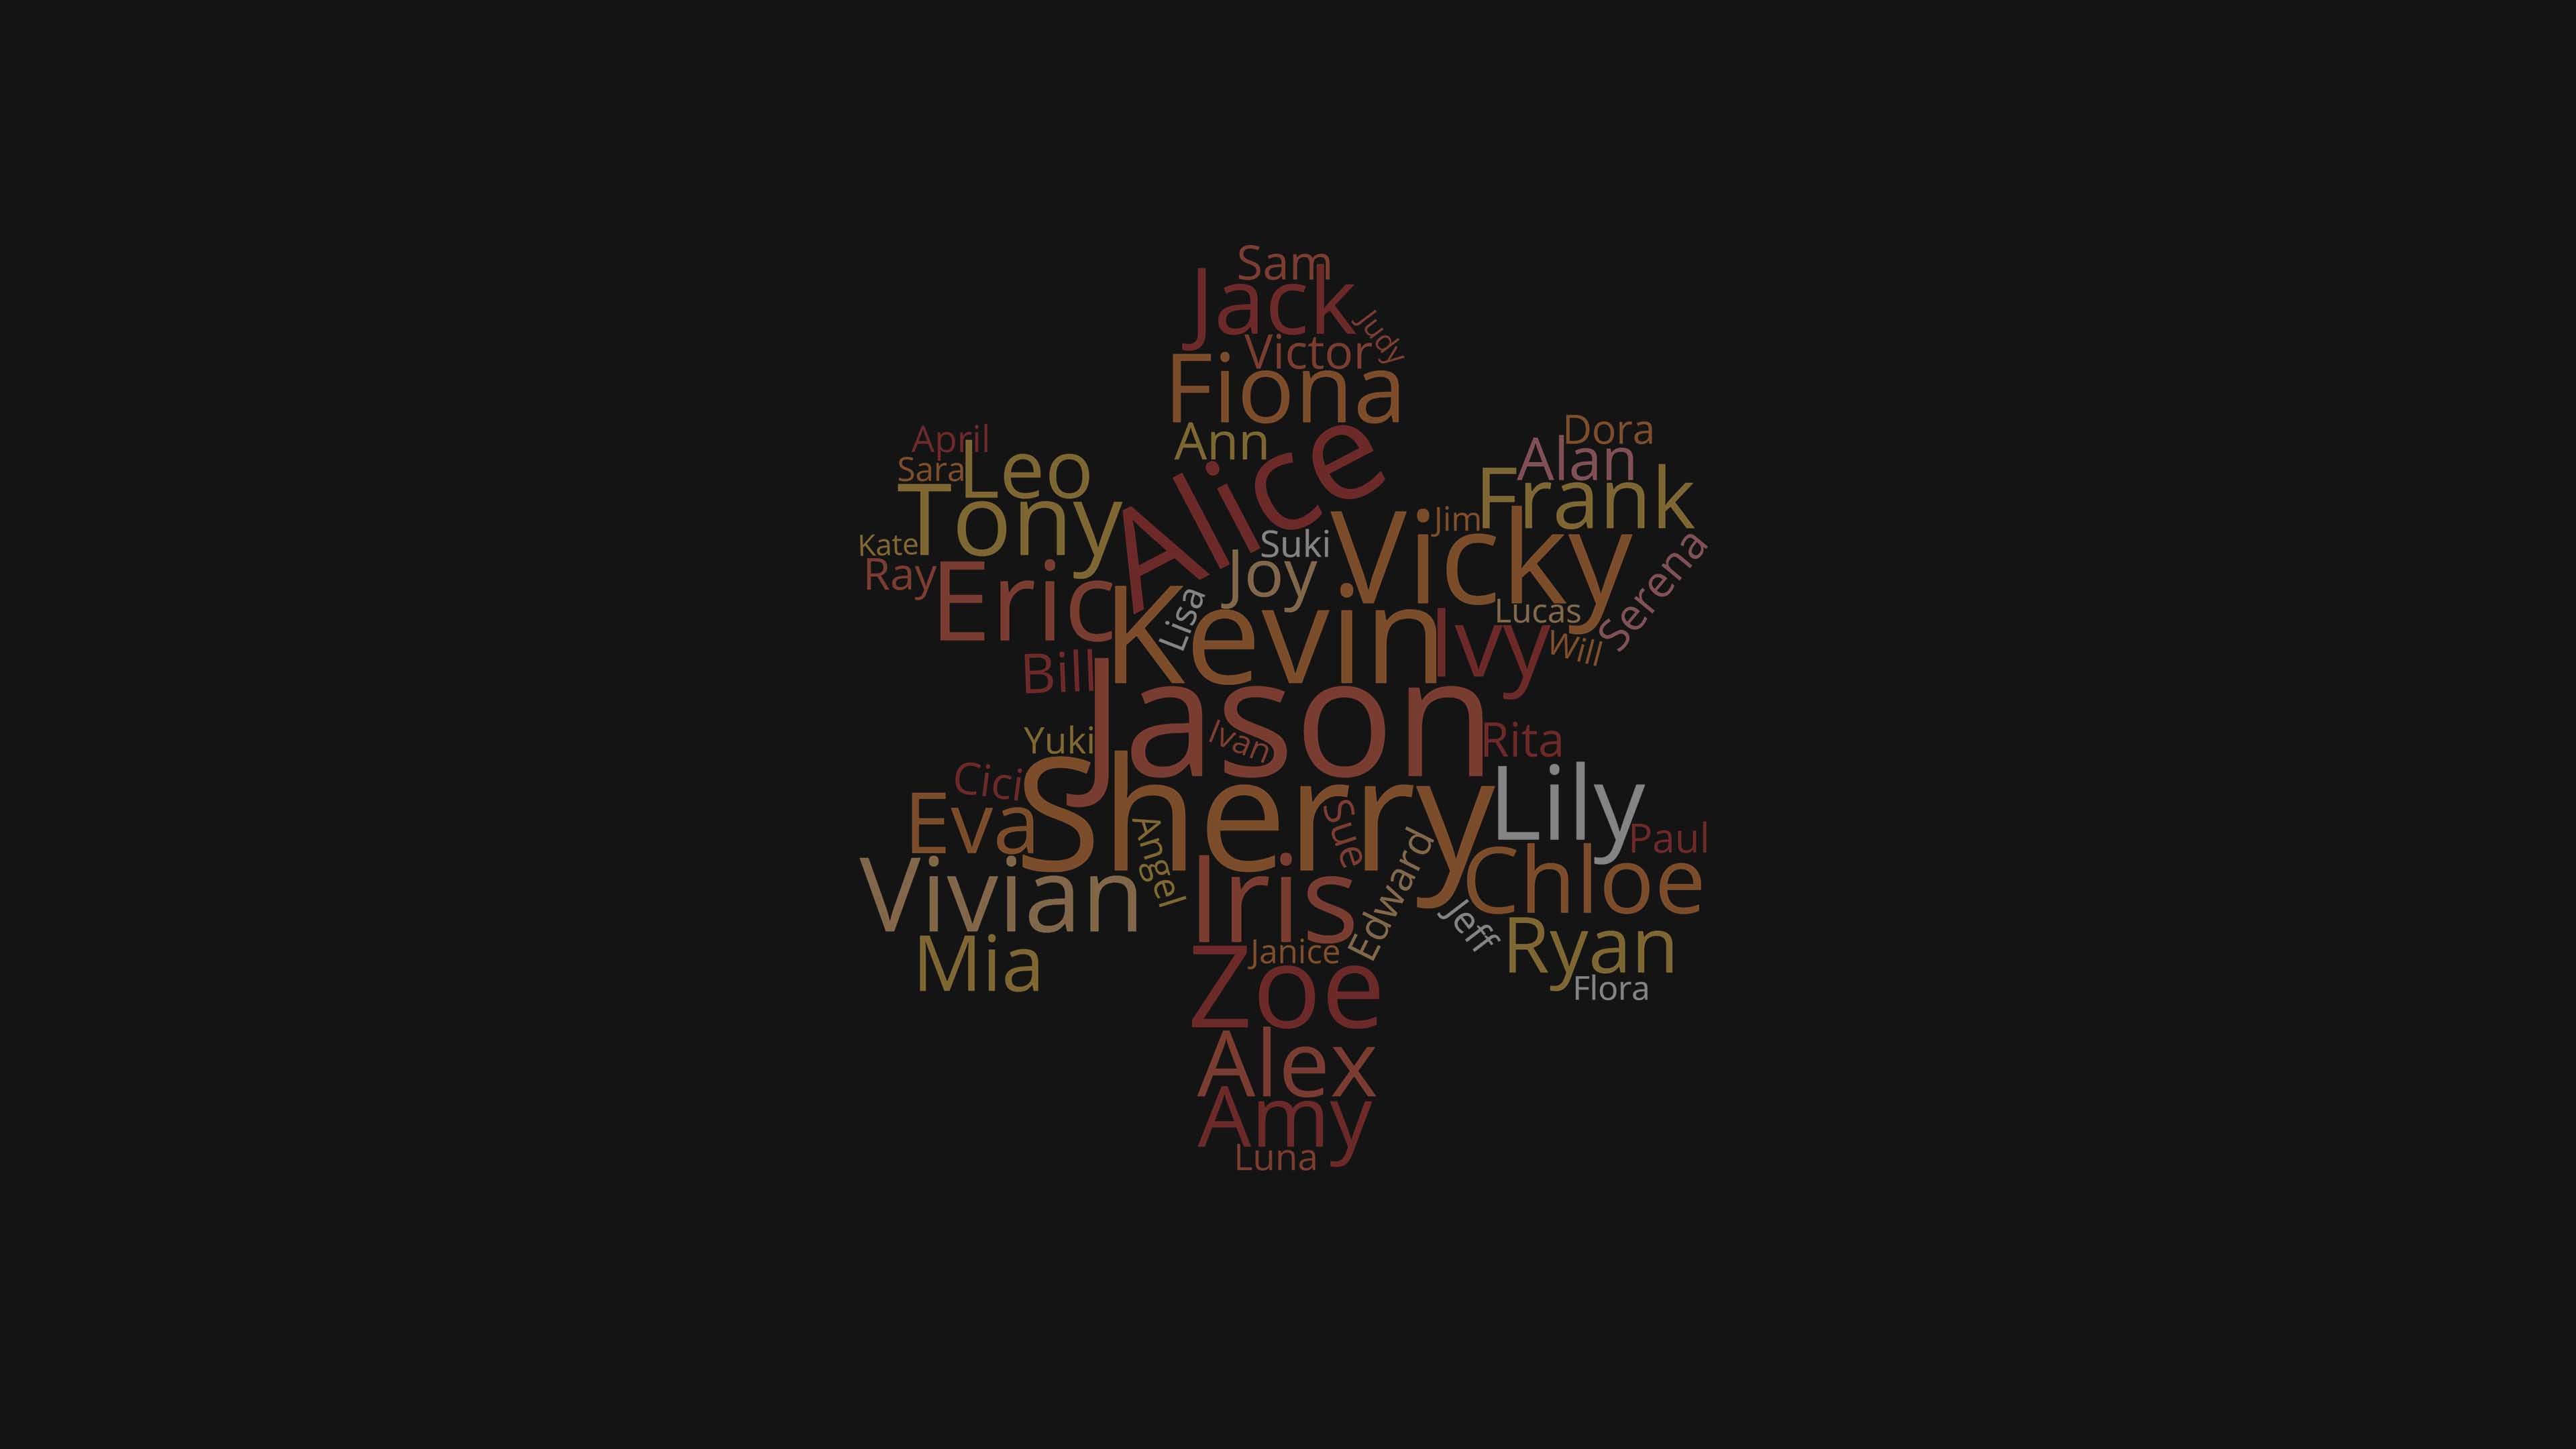 Sam
Jack
Judy
Victor
Fiona
April
Ann
Dora
Sara
Leo
Alice
Alan
Frank
Tony
Jim
Kate
Suki
Vicky
Ray
Eric
Joy
Serena
Lisa
Kevin
Lucas
Ivy
Will
Bill
Jason
Yuki
Ivan
Rita
Cici
Sherry
Lily
Eva
Sue
Paul
Angel
Edward
Chloe
Vivian
Iris
Jeff
Ryan
Mia
Janice
Zoe
Flora
Alex
Amy
Luna